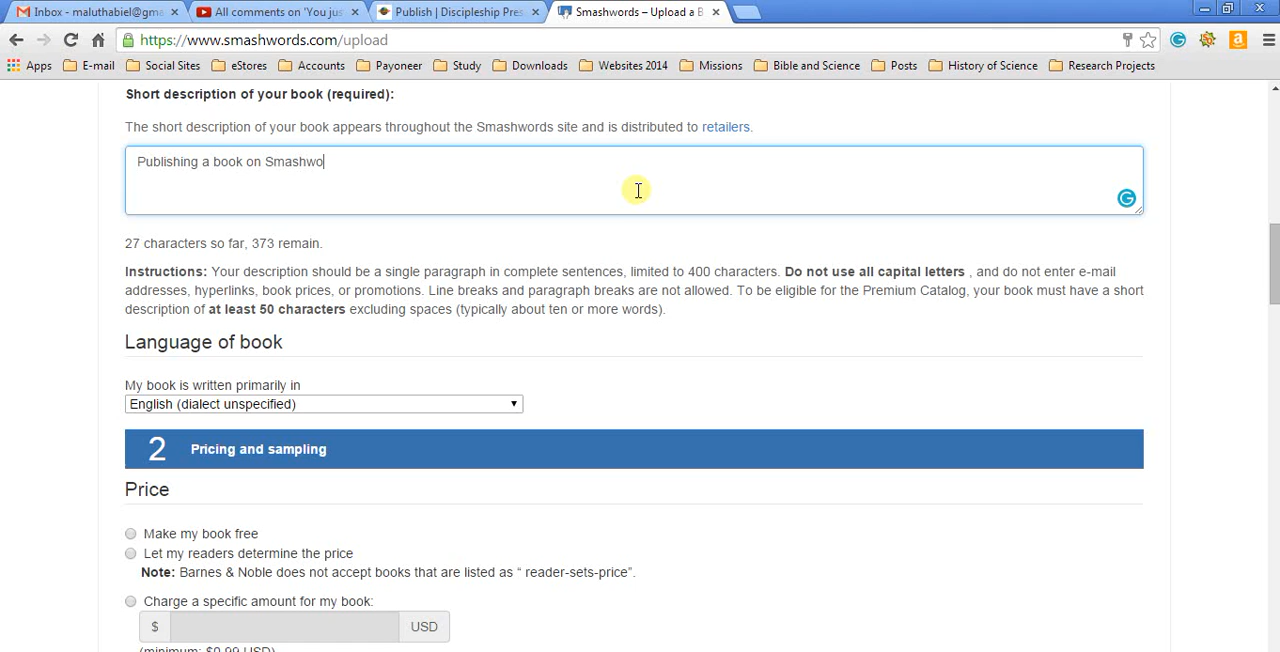 Inbox - maluthabiel@gma
All comments on 'You jus
Publish | Discipleship Pres
Smashwords – Upload a B
https://www.smashwords.com/upload
Apps E-mail Social Sites eStores Accounts Payoneer Study Downloads Websites 2014 Missions Bible and Science Posts History of Science Research Projects
Short description of your book (required):
The short description of your book appears throughout the Smashwords site and is distributed to retailers.
Publishing a book on Smashwo
27 characters so far, 373 remain.
Instructions: Your description should be a single paragraph in complete sentences, limited to 400 characters. Do not use all capital letters , and do not enter e-mail
addresses, hyperlinks, book prices, or promotions. Line breaks and paragraph breaks are not allowed. To be eligible for the Premium Catalog, your book must have a short
description of at least 50 characters excluding spaces (typically about ten or more words).
Language of book
My book is written primarily in
English (dialect unspecified)
2 Pricing and sampling
Price
Make my book free
Let my readers determine the price
Note: Barnes & Noble does not accept books that are listed as “ reader-sets-price”.
Charge a specific amount for my book:
$ USD
(minimum: $0.99 USD)